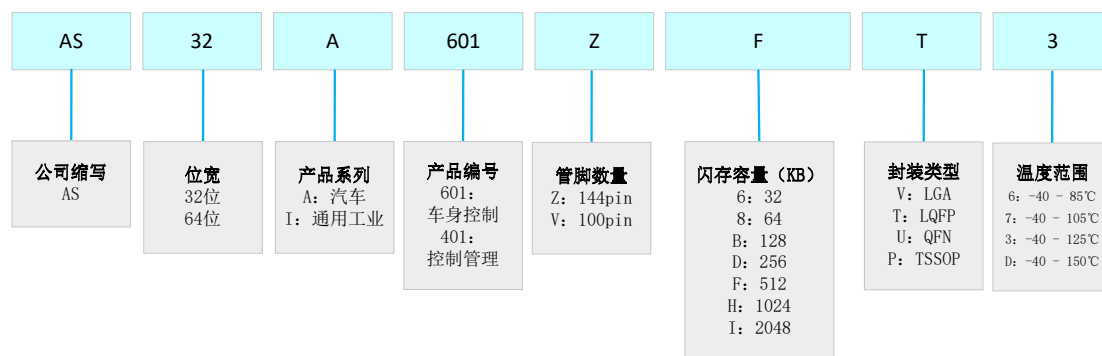 AS
32
A
601
Z
F
T
3
公司缩写
AS
位宽
32位
64位
产品系列
A：汽车
I：通用工业
产品编号
601：
车身控制
401：
控制管理
管脚数量
Z：144pin
V：100pin
闪存容量（KB）
6：32
8：64
B：128
D：256
F：512
H：1024
I：2048
封装类型
V：LGA
T：LQFP
U：QFN
P：TSSOP
温度范围
6：-40 - 85℃
7：-40 - 105℃
3：-40 - 125℃
D：-40 - 150℃